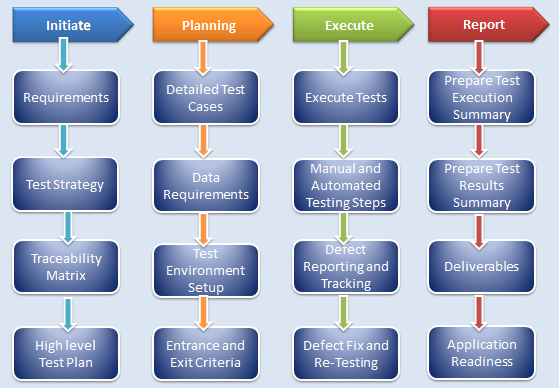 Initiate
Planning
Execute
Report
Requirements
Detailed Test
Cases
Execute Tests
Prepare Test
Execution
Summary
Test Strategy
Data
Requirements
Manual and
Automated
Testing Steps
Prepare Test
Results
Summary
Traceability
Matrix
Test
Environment
Setup
Defect
Reporting and
Tracking
Deliverables
High level
Test Plan
Entrance and
Exit Criteria
Defect Fix and
Re-Testing
Application
Readiness